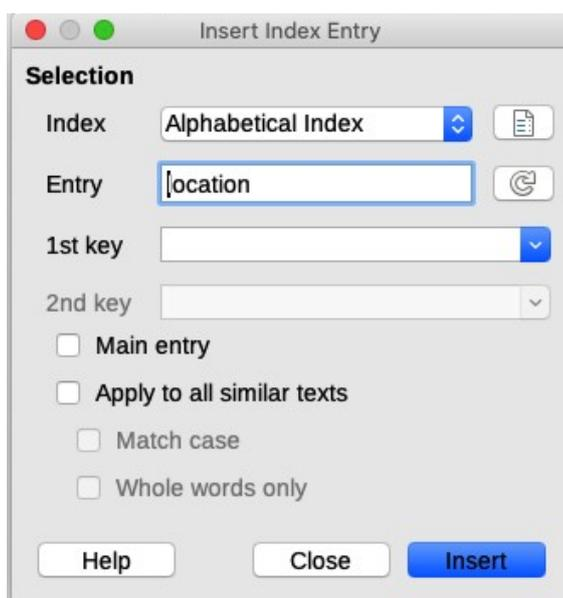 Insert Index Entry
Selection
Index Alphabetical Index
Entry location
1st key
2nd key
Main entry
Apply to all similar texts
Match case
Whole words only
Help Close Insert